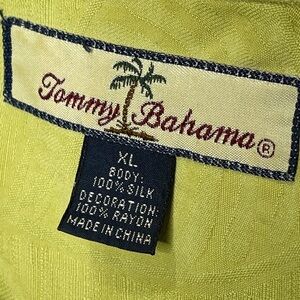 Tommy Bahama®
XL
BODY:
100% SILK
DECORATION:
100% RAYON
MADE IN CHINA